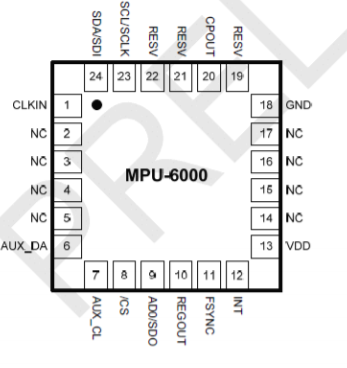 SDA/SDI
SCL/SCLK
RESV
RESV
CPOUT
RESV
24 23 22 21 20 19
CLKIN 1 18 GND
NC 2 17 NC
NC 3 16 NC
MPU-6000
NC 4 15 NC
NC 5 14 NC
AUX_DA 6 13 VDD
7 8 9 10 11 12
AUX_CL
/CS
AD0/SDO
REGOUT
FSYNC
INT
PREL